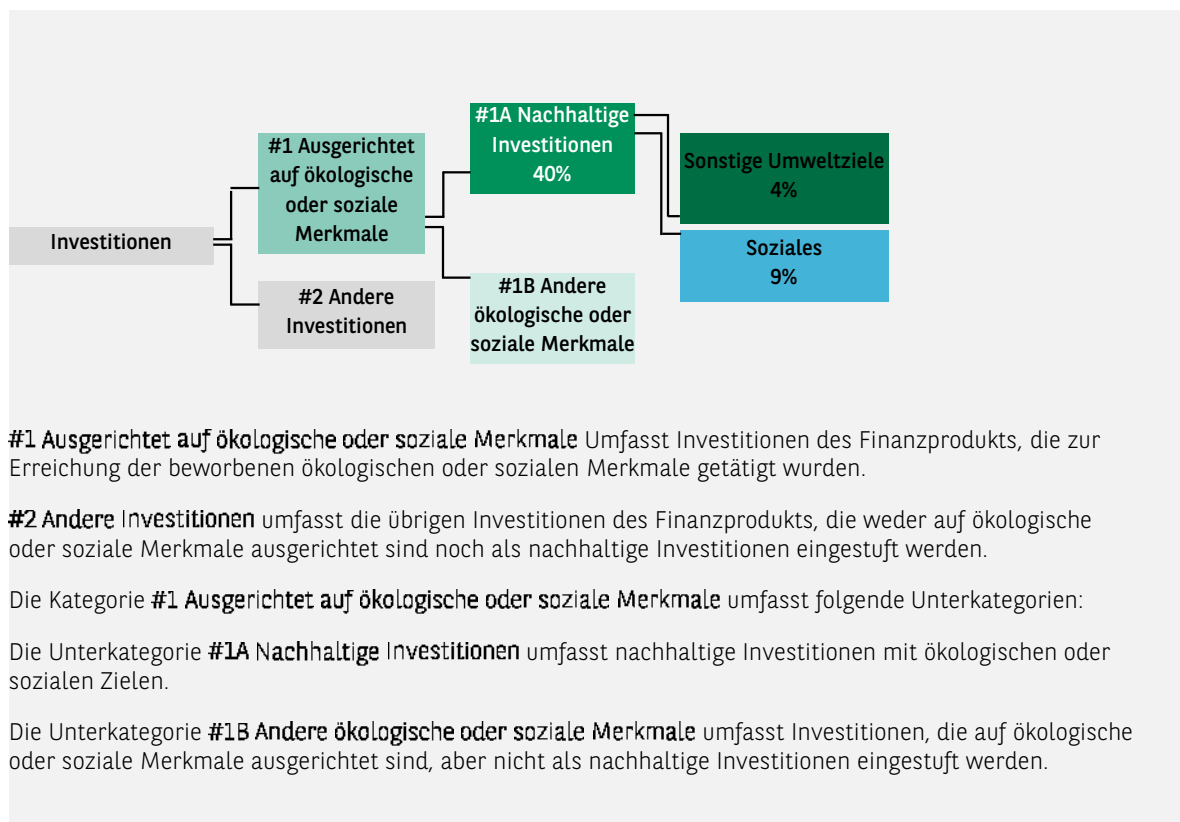 #1A Nachhaltige
Investitionen
40%
#1 Ausgerichtet
auf ökologische
oder soziale
Merkmale
Sonstige Umweltziele
4%
Investitionen
Soziales
9%
#2 Andere
Investitionen
#1B Andere
ökologische oder
soziale Merkmale
#1 Ausgerichtet auf ökologische oder soziale Merkmale Umfasst Investitionen des Finanzprodukts, die zur
Erreichung der beworbenen ökologischen oder sozialen Merkmale getätigt wurden.
#2 Andere Investitionen umfasst die übrigen Investitionen des Finanzprodukts, die weder auf ökologische
oder soziale Merkmale ausgerichtet sind noch als nachhaltige Investitionen eingestuft werden.
Die Kategorie #1 Ausgerichtet auf ökologische oder soziale Merkmale umfasst folgende Unterkategorien:
Die Unterkategorie #1A Nachhaltige Investitionen umfasst nachhaltige Investitionen mit ökologischen oder
sozialen Zielen.
Die Unterkategorie #1B Andere ökologische oder soziale Merkmale umfasst Investitionen, die auf ökologische
oder soziale Merkmale ausgerichtet sind, aber nicht als nachhaltige Investitionen eingestuft werden.